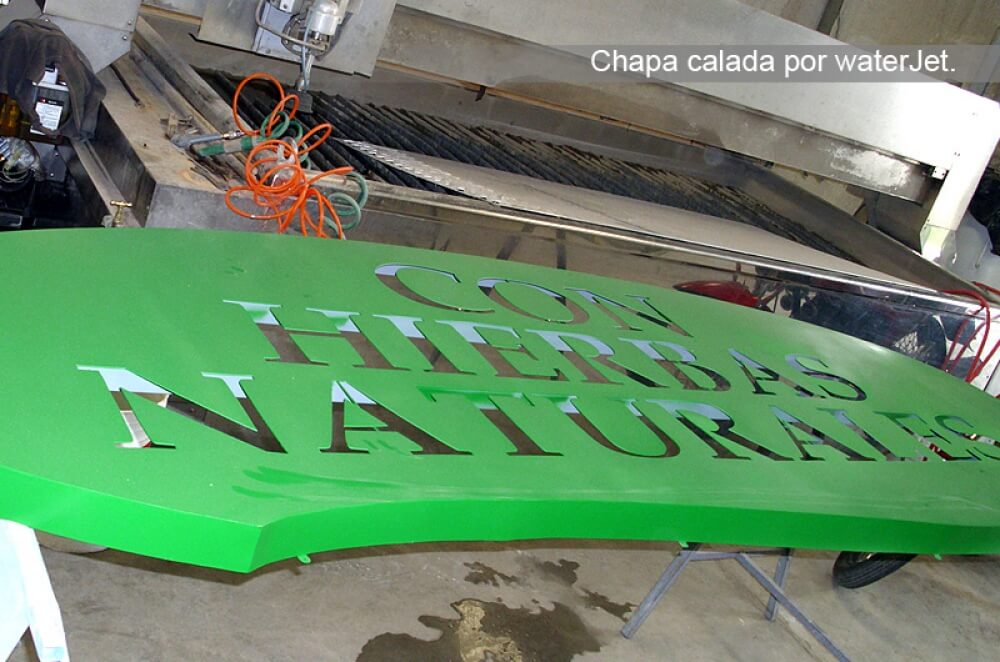 Chapa calada por waterJet.
CON
HIERBAS
NATURALES